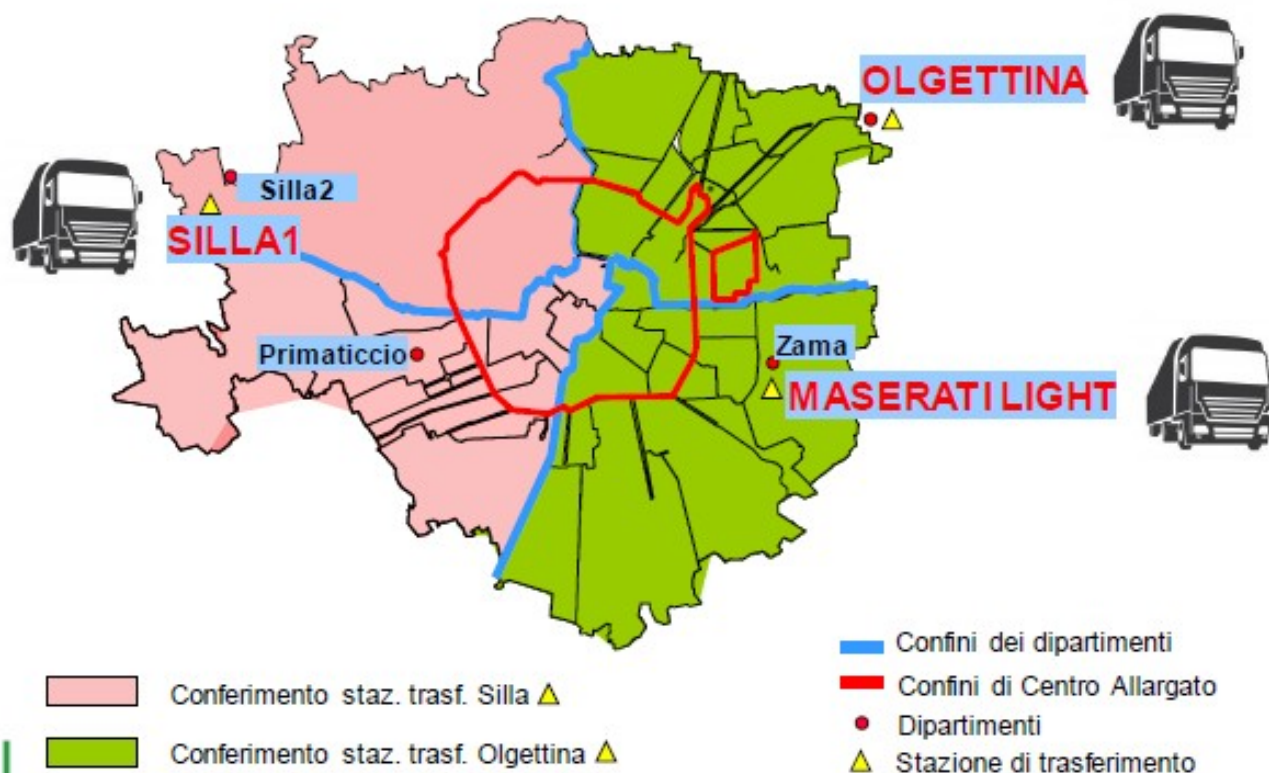 OLGETTINA
Silla2
SILLA1
Primaticcio
Zama
MASERATI LIGHT
Confini dei dipartimenti
Conferimento staz. trasf. Silla
Confini di Centro Allargato
Dipartimenti
Conferimento staz. trasf. Olgettina
Stazione di trasferimento